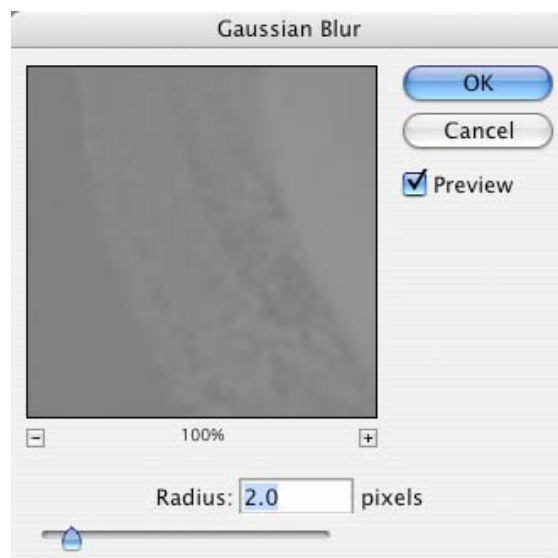 Gaussian Blur
OK
Cancel
Preview
100%
Radius: 2.0 pixels